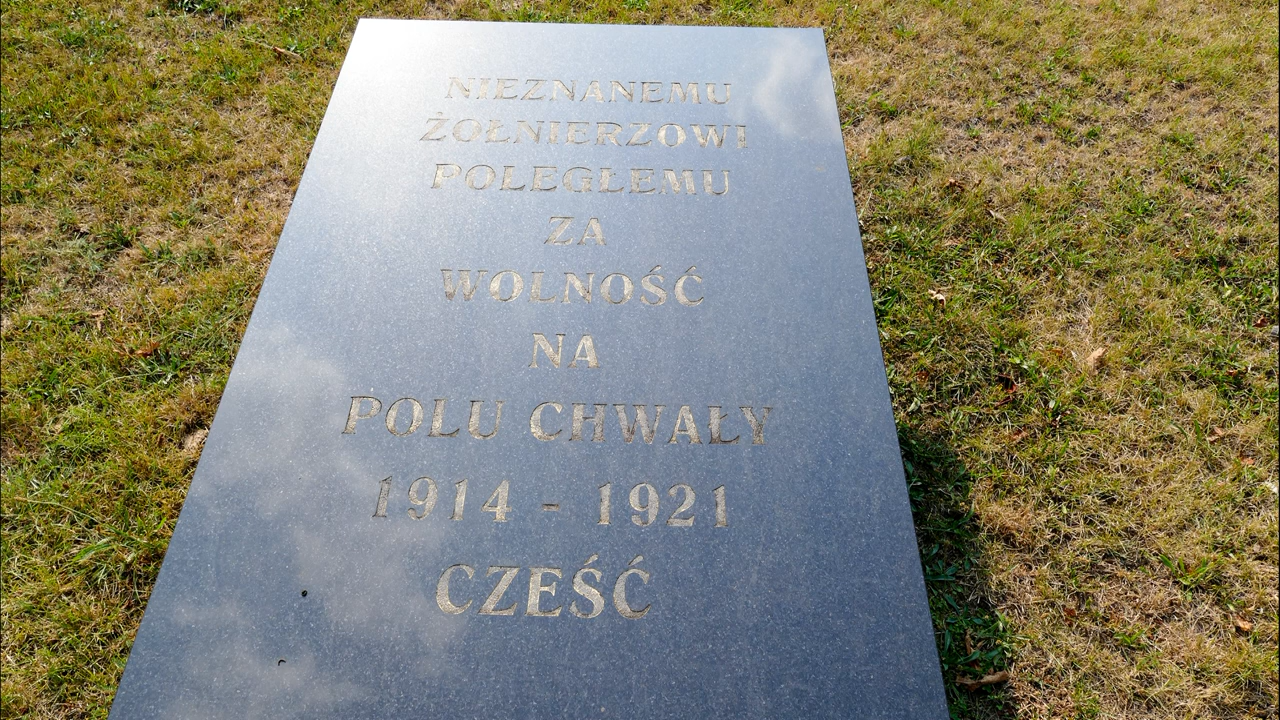 NIEZNANEMU
ŻOŁNIERZOWI
POLEGŁEMU
ZA
WOLNOŚĆ
NA
POLU CHWAŁY
1914 - 1921
CZEŚĆ